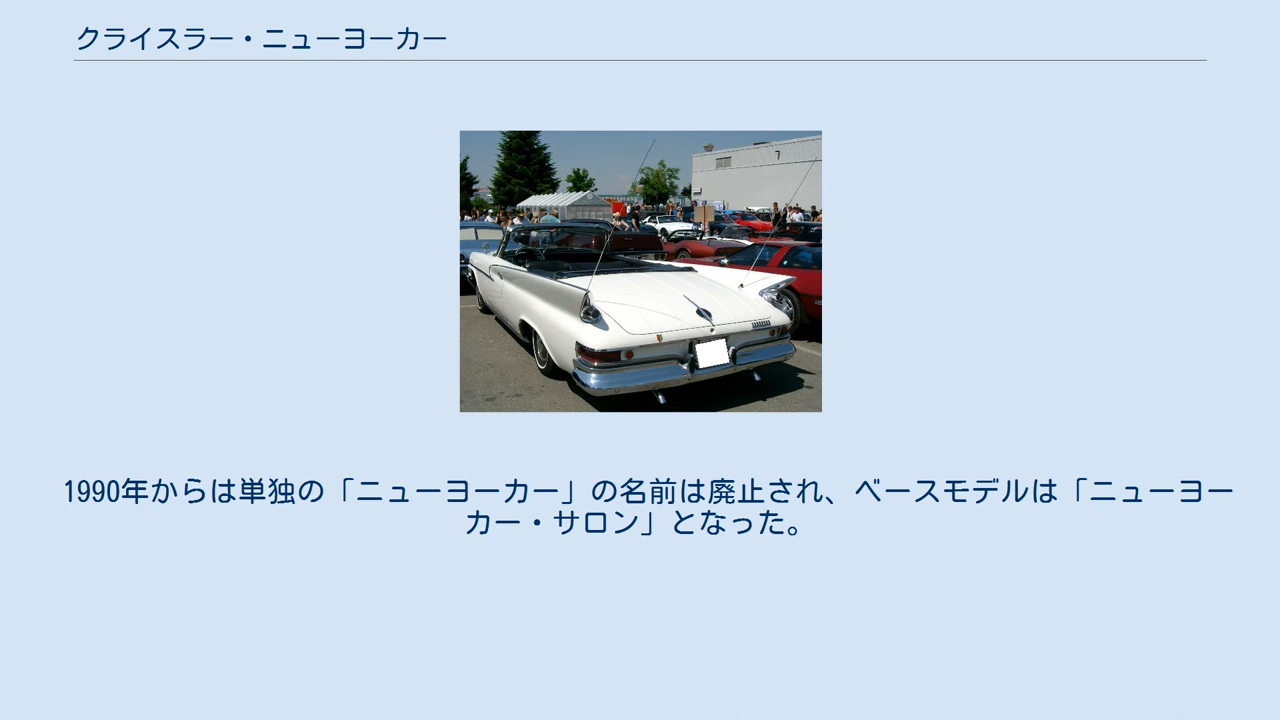 クライスラー・ニューヨーカー
1990年からは単独の「ニューヨーカー」の名前は廃止され、ベースモデルは「ニューヨー
カー・サロン」となった。